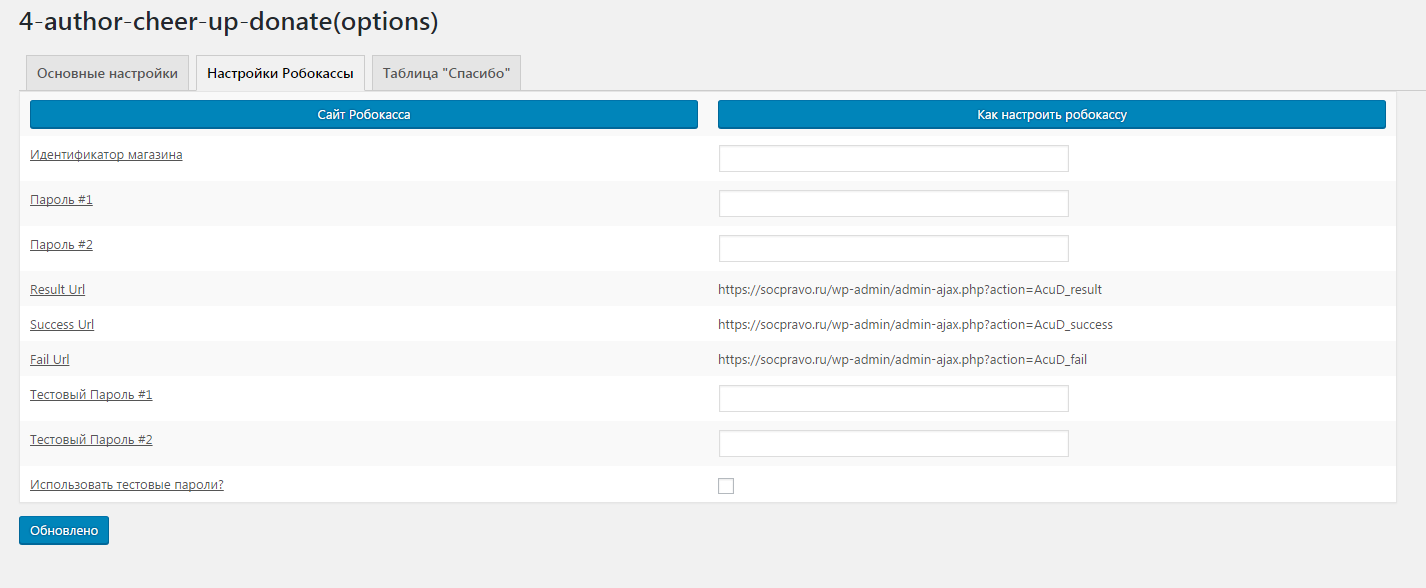 4-author-cheer-up-donate(options)
Основные настройки Настройки Робокассы Таблица "Спасибо"
Сайт Робокасса Как настроить робокассу
Идентификатор магазина
Пароль #1
Пароль #2
Result Url https://socpravo.ru/wp-admin/admin-ajax.php?action=AcuD_result
Success Url https://socpravo.ru/wp-admin/admin-ajax.php?action=AcuD_success
Fail Url https://socpravo.ru/wp-admin/admin-ajax.php?action=AcuD_fail
Тестовый Пароль #1
Тестовый Пароль #2
Использовать тестовые пароли?
Обновлено